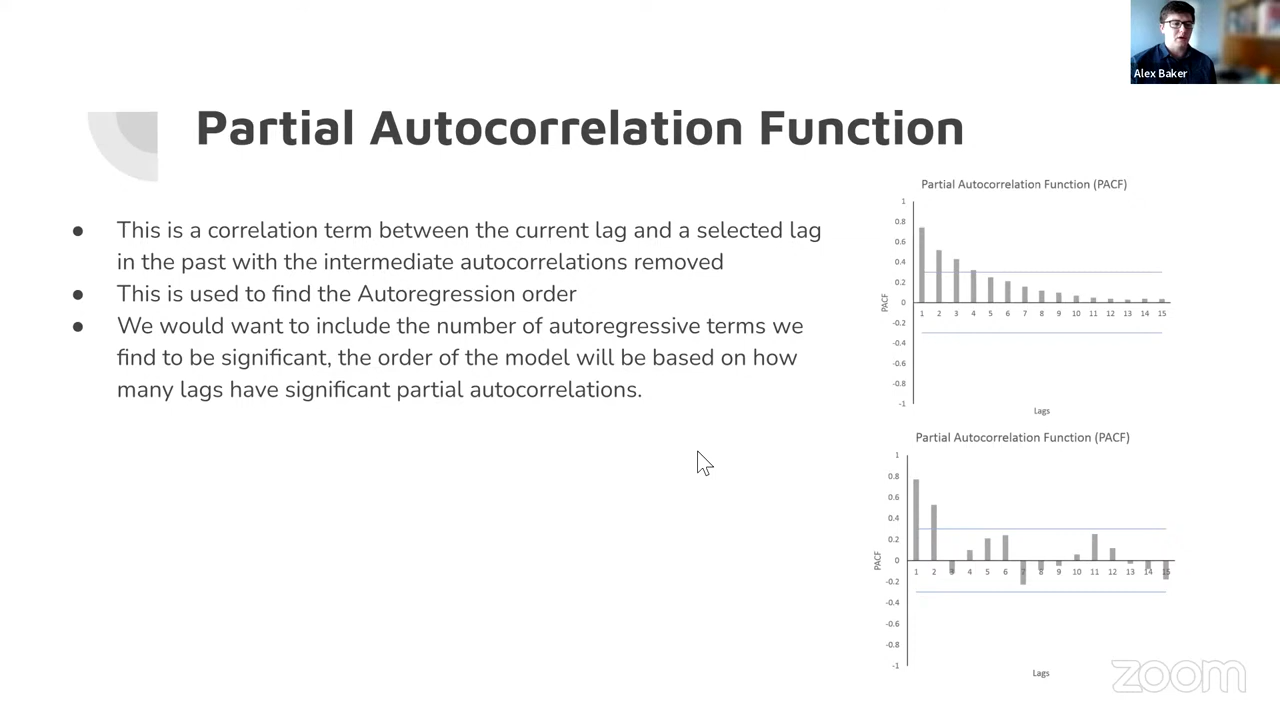 Alex Baker
Partial Autocorrelation Function
● This is a correlation term between the current lag and a selected lag
in the past with the intermediate autocorrelations removed
● This is used to find the Autoregression order
● We would want to include the number of autoregressive terms we
find to be significant, the order of the model will be based on how
many lags have significant partial autocorrelations.
Partial Autocorrelation Function (PACF)
1
0.8
0.6
0.4
0.2
0
-0.2
-0.4
-0.6
-0.8
-1
PACF
1 2 3 4 5 6 7 8 9 10 11 12 13 14 15
Lags
Partial Autocorrelation Function (PACF)
1
0.8
0.6
0.4
0.2
0
-0.2
-0.4
-0.6
-0.8
-1
PACF
1 2 3 4 5 6 7 8 9 10 11 12 13 14 15
Lags
zoom